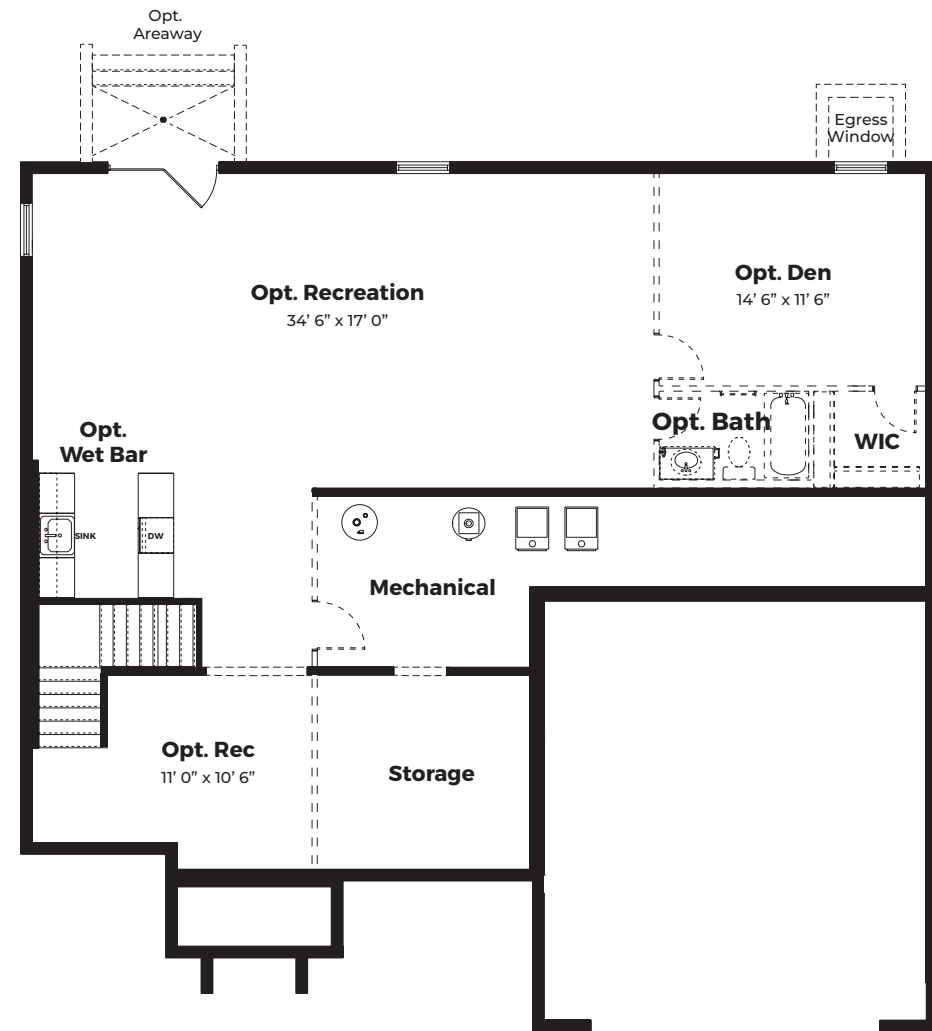 Opt.
Areaway
Egress
Window
Opt. Recreation
34’ 6” x 17’ 0”
Opt. Den
14’ 6” x 11’ 6”
Opt.
Wet Bar
Opt. Bath
WIC
SINK
DW
Mechanical
Opt. Rec
11’ 0” x 10’ 6”
Storage